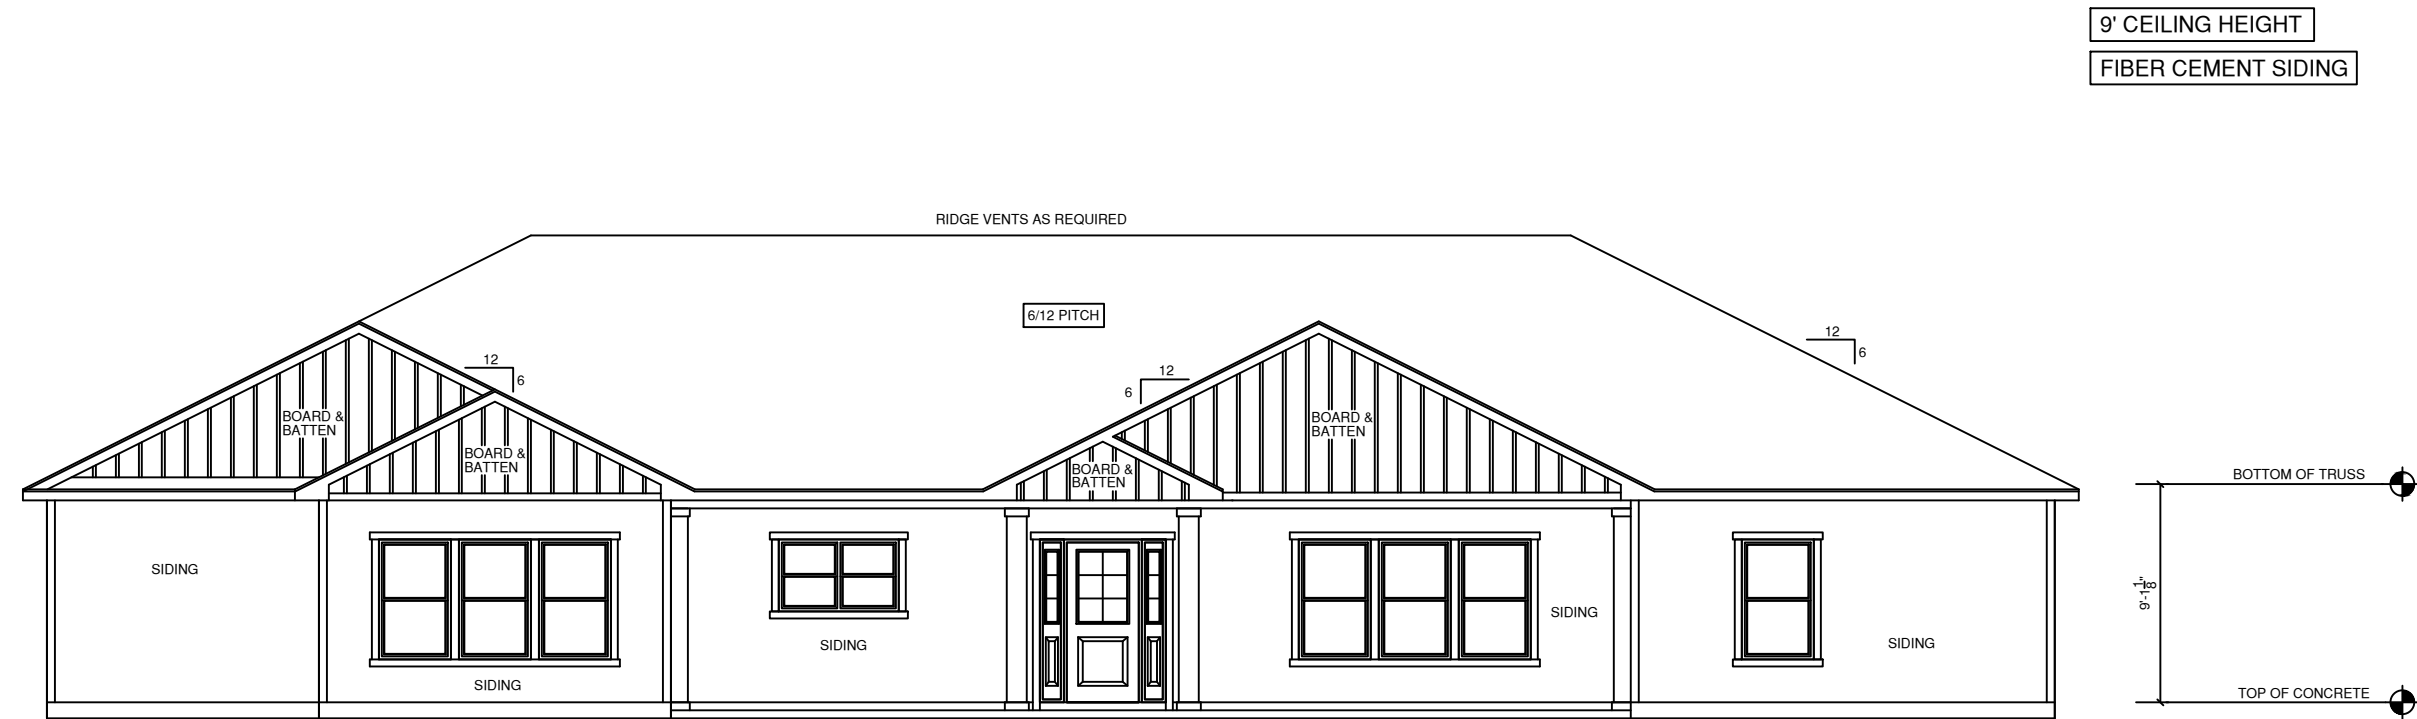 9' CEILING HEIGHT
FIBER CEMENT SIDING
RIDGE VENTS AS REQUIRED
6/12 PITCH
12
6
12
6
12
6
BOARD &
BATTEN
BOARD &
BATTEN
BOARD &
BATTEN
BOARD &
BATTEN
BOTTOM OF TRUSS
SIDING
SIDING
SIDING
SIDING
SIDING
9'-1 1/8"
TOP OF CONCRETE